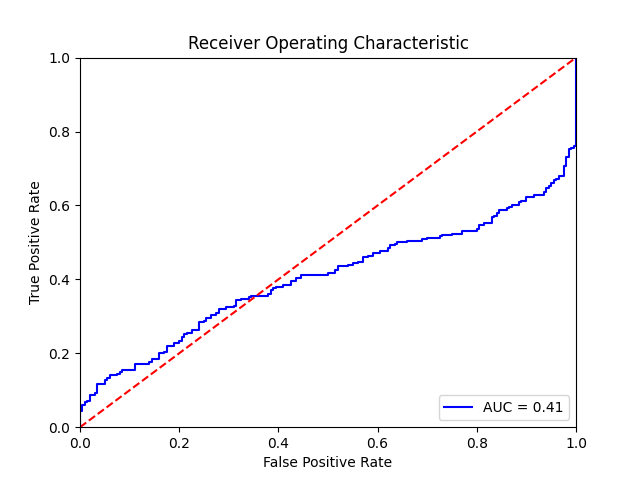 Receiver Operating Characteristic
True Positive Rate
1.0
0.8
0.6
0.4
0.2
0.0
AUC = 0.41
0.0 0.2 0.4 0.6 0.8 1.0
False Positive Rate